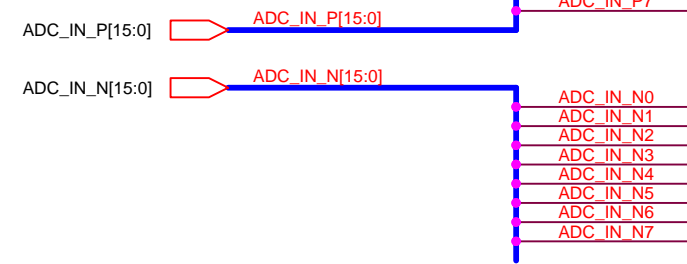 ADC_IN_P7
ADC_IN_P[15:0]
ADC_IN_P[15:0]
ADC_IN_N[15:0]
ADC_IN_N[15:0]
ADC_IN_N0
ADC_IN_N1
ADC_IN_N2
ADC_IN_N3
ADC_IN_N4
ADC_IN_N5
ADC_IN_N6
ADC_IN_N7